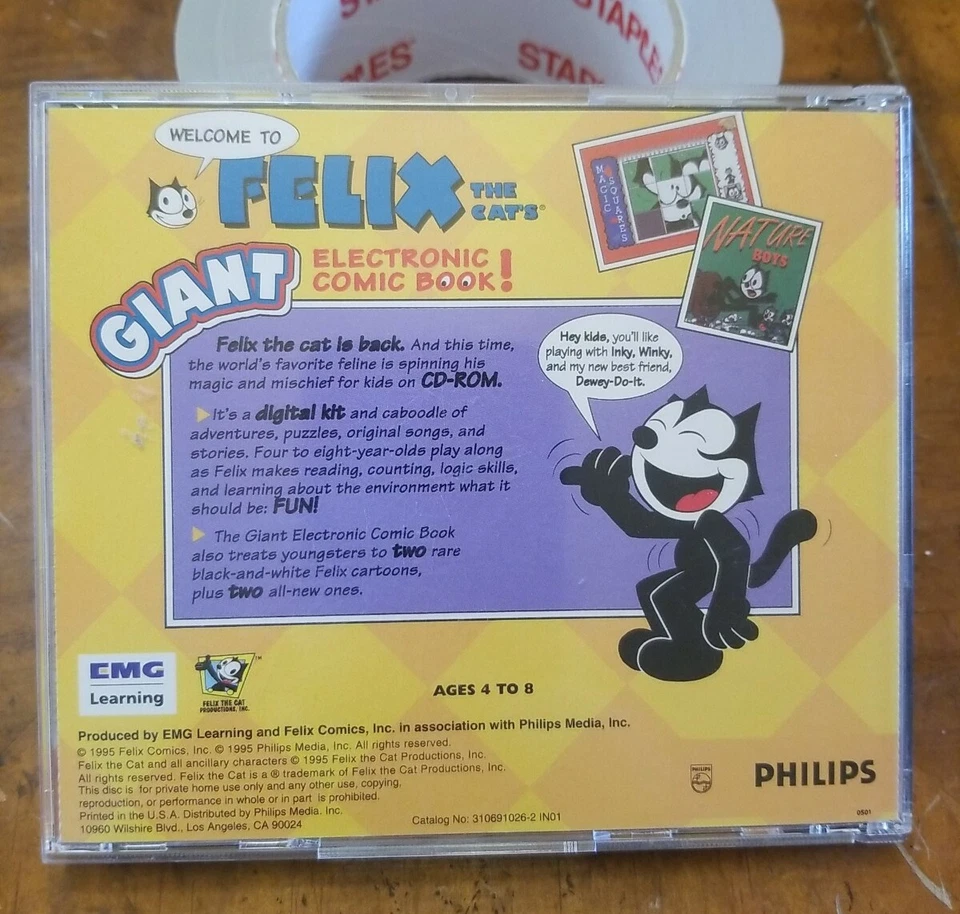 STAPLES
STAPLES
STAPLES
STAP
WELCOME TO
FELIX THE CAT'S®
GIANT ELECTRONIC COMIC BOOK!
MAGIC SQUARES
NATURE
BOYS
Felix the cat is back. And this time,
the world's favorite feline is spinning his
magic and mischief for kids on CD-ROM.
It's a digital kit and caboodle of
adventures, puzzles, original songs, and
stories. Four to eight-year-olds play along
as Felix makes reading, counting, logic skills,
and learning about the environment what it
should be: FUN!
The Giant Electronic Comic Book
also treats youngsters to two rare
black-and-white Felix cartoons,
plus two all-new ones.
Hey kids, you'll like
playing with Inky, Winky,
and my new best friend,
Dewey-Do-It.
EMG
Learning
FELIX THE CAT
PRODUCTIONS, INC.
TM
AGES 4 TO 8
Produced by EMG Learning and Felix Comics, Inc. in association with Philips Media, Inc.
© 1995 Felix Comics, Inc. © 1995 Philips Media, Inc. All rights reserved.
Felix the Cat and all ancillary characters © 1995 Felix the Cat Productions, Inc.
All rights reserved. Felix the Cat is a ® trademark of Felix the Cat Productions, Inc.
This disc is for private home use only and any other use, copying,
reproduction, or performance in whole or in part is prohibited.
Printed in the U.S.A. Distributed by Philips Media. Inc.
10960 Wilshire Blvd., Los Angeles, CA 90024
Catalog No: 310691026-2 IN01
PHILIPS
PHILIPS
0501